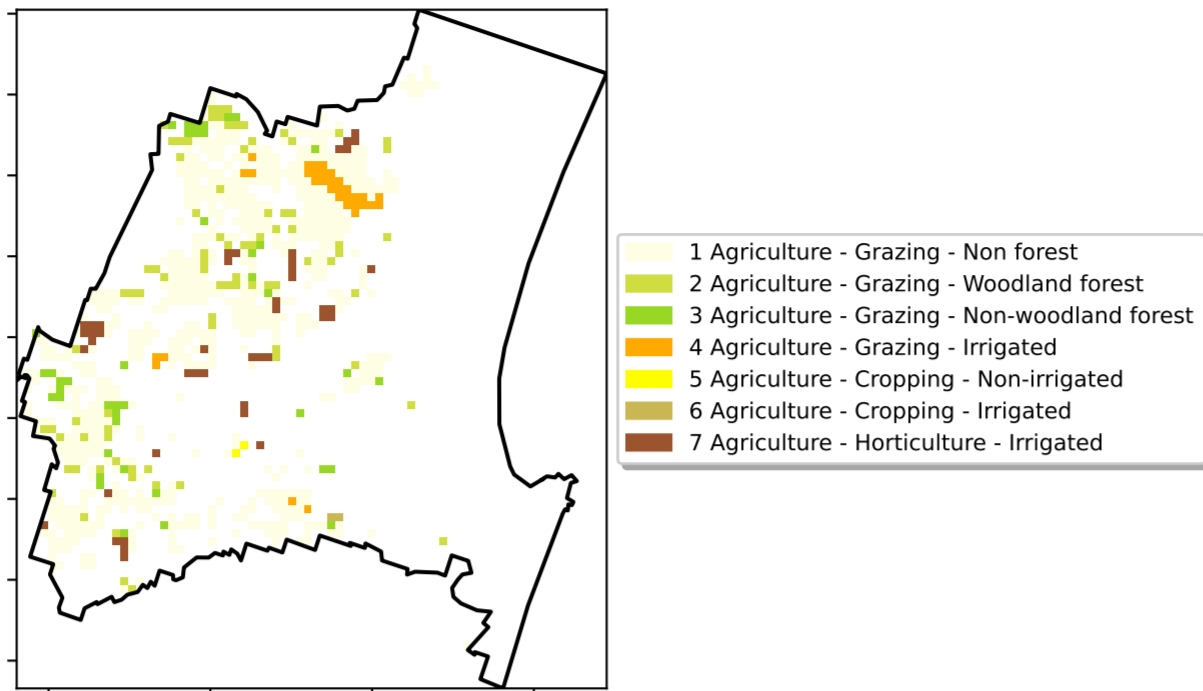 1 Agriculture - Grazing - Non forest
2 Agriculture - Grazing - Woodland forest
3 Agriculture - Grazing - Non-woodland forest
4 Agriculture - Grazing - Irrigated
5 Agriculture - Cropping - Non-irrigated
6 Agriculture - Cropping - Irrigated
7 Agriculture - Horticulture - Irrigated